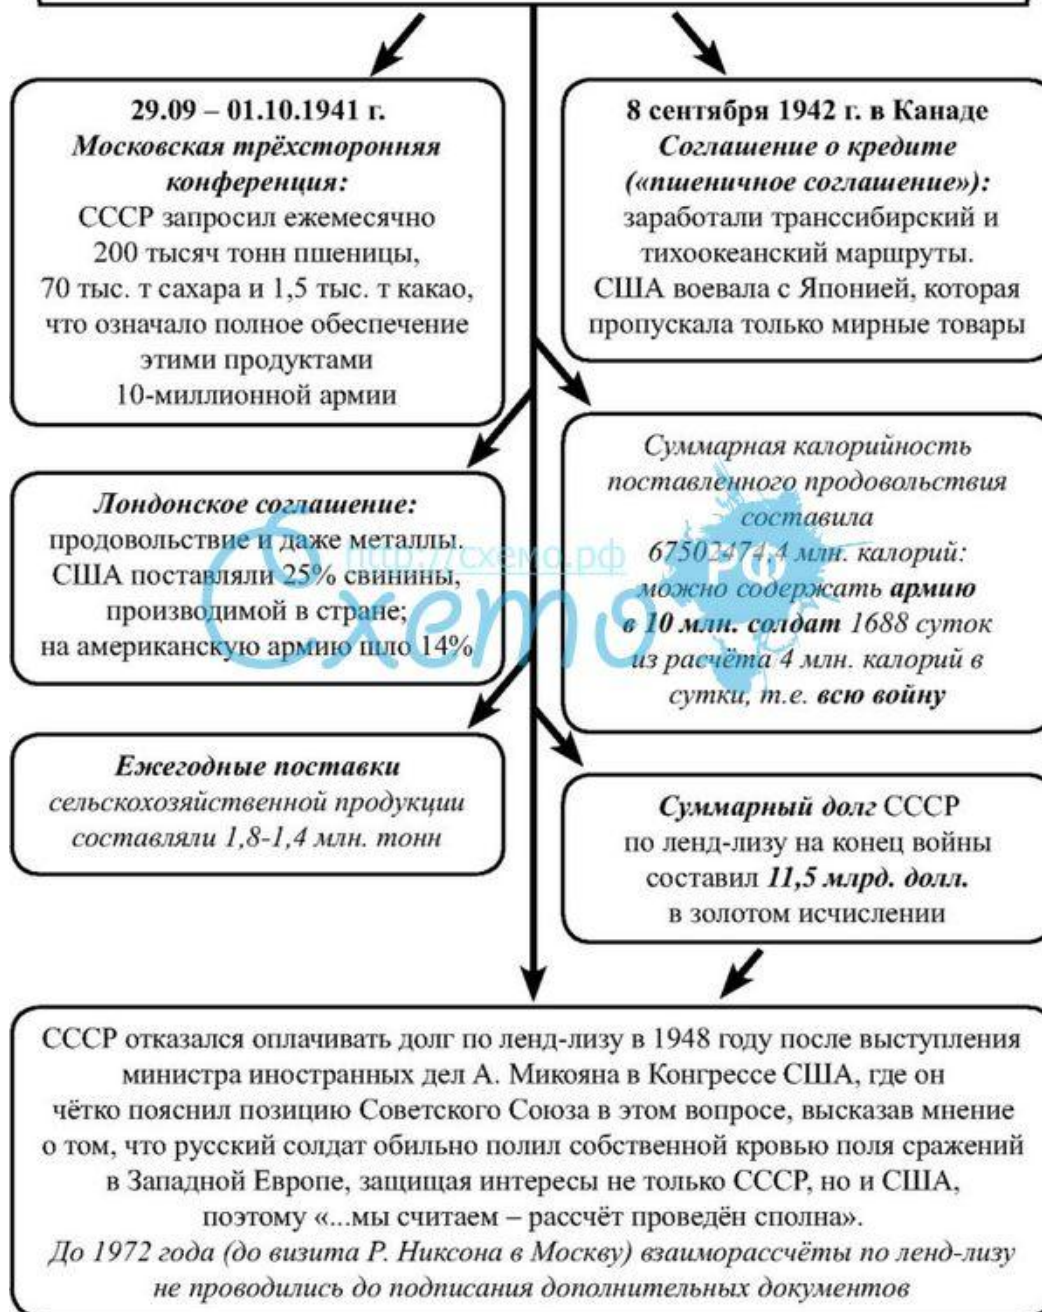 29.09 – 01.10.1941 г.
Московская трёхсторонняя
конференция:
СССР запросил ежемесячно
200 тысяч тонн пшеницы,
70 тыс. т сахара и 1,5 тыс. т какао,
что означало полное обеспечение
этими продуктами
10-миллионной армии
8 сентября 1942 г. в Канаде
Соглашение о кредите
(«пшеничное соглашение»):
заработали транссибирский и
тихоокеанский маршруты.
США воевала с Японией, которая
пропускала только мирные товары
Лондонское соглашение:
продовольствие и даже металлы.
США поставляли 25% свинины,
производимой в стране;
на американскую армию шло 14%
Суммарная калорийность
поставленного продовольствия
составила
67502474,4 млн. калорий:
можно содержать армию
в 10 млн. солдат 1688 суток
из расчёта 4 млн. калорий в
сутки, т.е. всю войну
http://схемо.рф
Схемо
РФ
Ежегодные поставки
сельскохозяйственной продукции
составляли 1,8-1,4 млн. тонн
Суммарный долг СССР
по ленд-лизу на конец войны
составил 11,5 млрд. долл.
в золотом исчислении
СССР отказался оплачивать долг по ленд-лизу в 1948 году после выступления
министра иностранных дел А. Микояна в Конгрессе США, где он
чётко пояснил позицию Советского Союза в этом вопросе, высказав мнение
о том, что русский солдат обильно полил собственной кровью поля сражений
в Западной Европе, защищая интересы не только СССР, но и США,
поэтому «...мы считаем – рассчёт проведён сполна».
До 1972 года (до визита Р. Никсона в Москву) взаиморассчёты по ленд-лизу
не проводились до подписания дополнительных документов